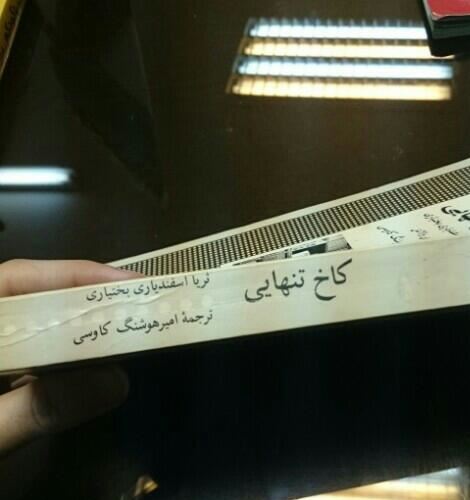 کاخ تنهایی
ثریا اسفندیاری بختیاری
ترجمهٔ امیرهوشنگ کاوسی